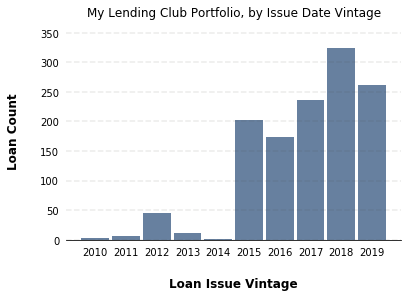 My Lending Club Portfolio, by Issue Date Vintage
350
300
250
200
150
100
50
0
Loan Count
2010 2011 2012 2013 2014 2015 2016 2017 2018 2019
Loan Issue Vintage